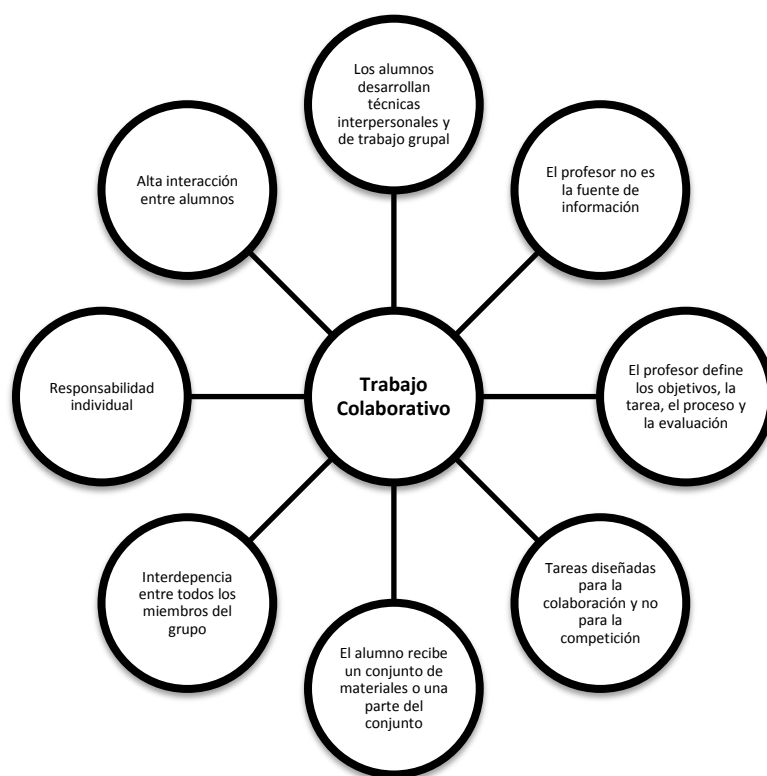 Los alumnos
desarrollan
técnicas
interpersonales y
de trabajo grupal
El profesor no es
la fuente de
información
El profesor define
los objetivos, la
tarea, el proceso y
la evaluación
Tareas diseñadas
para la
colaboración y no
para la
competición
El alumno recibe
un conjunto de
materiales o una
parte del
conjunto
Interdepencia
entre todos los
miembros del
grupo
Responsabilidad
individual
Alta interacción
entre alumnos
Trabajo
Colaborativo